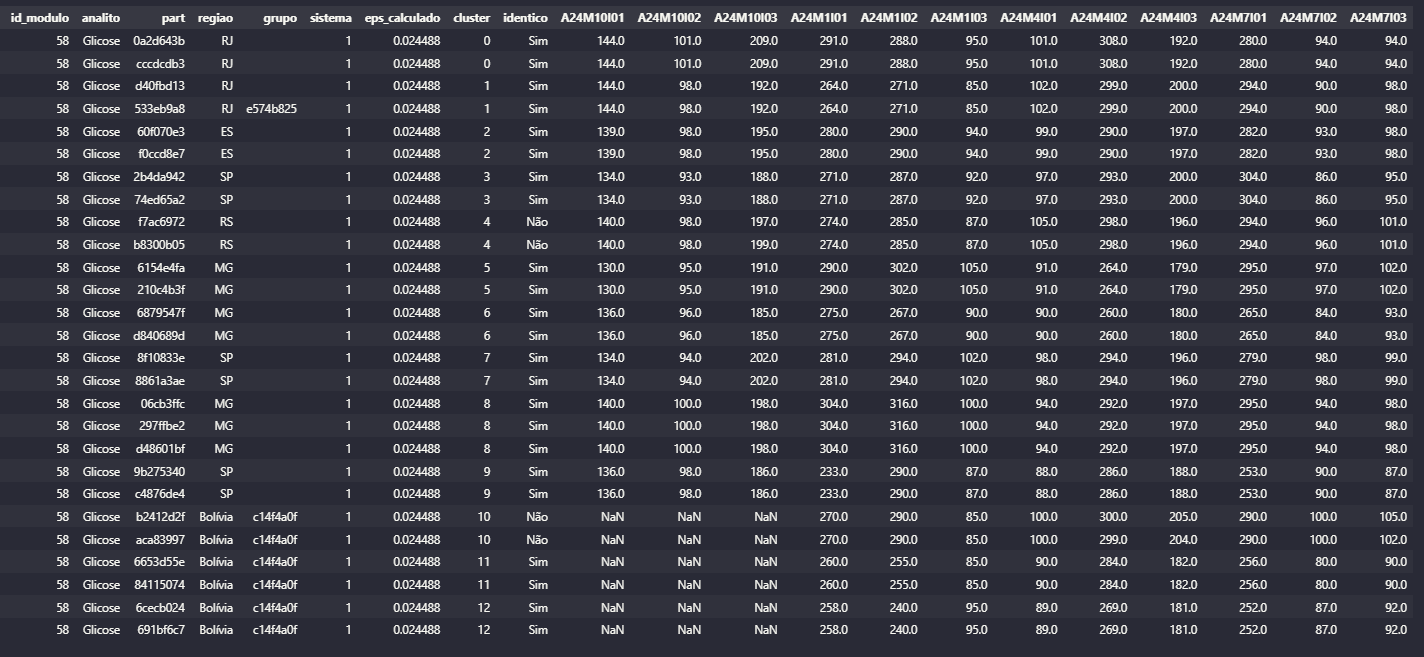 id_modulo analito part regiao grupo sistema eps_calculado cluster identico A24M10I01 A24M10I02 A24M10I03 A24M1I01 A24M1I02 A24M1I03 A24M4I01 A24M4I02 A24M4I03 A24M7I01 A24M7I02 A24M7I03
58 Glicose 0a2d643b RJ 1 0.024488 0 Sim 144.0 101.0 209.0 291.0 288.0 95.0 101.0 308.0 192.0 280.0 94.0 94.0
58 Glicose cccdcdb3 RJ 1 0.024488 0 Sim 144.0 101.0 209.0 291.0 288.0 95.0 101.0 308.0 192.0 280.0 94.0 94.0
58 Glicose d40fbd13 RJ 1 0.024488 1 Sim 144.0 98.0 192.0 264.0 271.0 85.0 102.0 299.0 200.0 294.0 90.0 98.0
58 Glicose 533eb9a8 RJ e574b825 1 0.024488 1 Sim 144.0 98.0 192.0 264.0 271.0 85.0 102.0 299.0 200.0 294.0 90.0 98.0
58 Glicose 60f070e3 ES 1 0.024488 2 Sim 139.0 98.0 195.0 280.0 290.0 94.0 99.0 290.0 197.0 282.0 93.0 98.0
58 Glicose f0ccd8e7 ES 1 0.024488 2 Sim 139.0 98.0 195.0 280.0 290.0 94.0 99.0 290.0 197.0 282.0 93.0 98.0
58 Glicose 2b4da942 SP 1 0.024488 3 Sim 134.0 93.0 188.0 271.0 287.0 92.0 97.0 293.0 200.0 304.0 86.0 95.0
58 Glicose 74ed65a2 SP 1 0.024488 3 Sim 134.0 93.0 188.0 271.0 287.0 92.0 97.0 293.0 200.0 304.0 86.0 95.0
58 Glicose f7ac6972 RS 1 0.024488 4 Não 140.0 98.0 197.0 274.0 285.0 87.0 105.0 298.0 196.0 294.0 96.0 101.0
58 Glicose b8300b05 RS 1 0.024488 4 Não 140.0 98.0 199.0 274.0 285.0 87.0 105.0 298.0 196.0 294.0 96.0 101.0
58 Glicose 6154e4fa MG 1 0.024488 5 Sim 130.0 95.0 191.0 290.0 302.0 105.0 91.0 264.0 179.0 295.0 97.0 102.0
58 Glicose 210c4b3f MG 1 0.024488 5 Sim 130.0 95.0 191.0 290.0 302.0 105.0 91.0 264.0 179.0 295.0 97.0 102.0
58 Glicose 6879547f MG 1 0.024488 6 Sim 136.0 96.0 185.0 275.0 267.0 90.0 90.0 260.0 180.0 265.0 84.0 93.0
58 Glicose d840689d MG 1 0.024488 6 Sim 136.0 96.0 185.0 275.0 267.0 90.0 90.0 260.0 180.0 265.0 84.0 93.0
58 Glicose 8f10833e SP 1 0.024488 7 Sim 134.0 94.0 202.0 281.0 294.0 102.0 98.0 294.0 196.0 279.0 98.0 99.0
58 Glicose 8861a3ae SP 1 0.024488 7 Sim 134.0 94.0 202.0 281.0 294.0 102.0 98.0 294.0 196.0 279.0 98.0 99.0
58 Glicose 06cb3ffc MG 1 0.024488 8 Sim 140.0 100.0 198.0 304.0 316.0 100.0 94.0 292.0 197.0 295.0 94.0 98.0
58 Glicose 297ffbe2 MG 1 0.024488 8 Sim 140.0 100.0 198.0 304.0 316.0 100.0 94.0 292.0 197.0 295.0 94.0 98.0
58 Glicose d48601bf MG 1 0.024488 8 Sim 140.0 100.0 198.0 304.0 316.0 100.0 94.0 292.0 197.0 295.0 94.0 98.0
58 Glicose 9b275340 SP 1 0.024488 9 Sim 136.0 98.0 186.0 233.0 290.0 87.0 88.0 286.0 188.0 253.0 90.0 87.0
58 Glicose c4876de4 SP 1 0.024488 9 Sim 136.0 98.0 186.0 233.0 290.0 87.0 88.0 286.0 188.0 253.0 90.0 87.0
58 Glicose b2412d2f Bolívia c14f4a0f 1 0.024488 10 Não NaN NaN NaN 270.0 290.0 85.0 100.0 300.0 205.0 290.0 100.0 105.0
58 Glicose aca83997 Bolívia c14f4a0f 1 0.024488 10 Não NaN NaN NaN 270.0 290.0 85.0 100.0 299.0 204.0 290.0 100.0 102.0
58 Glicose 6653d55e Bolívia c14f4a0f 1 0.024488 11 Sim NaN NaN NaN 260.0 255.0 85.0 90.0 284.0 182.0 256.0 80.0 90.0
58 Glicose 84115074 Bolívia c14f4a0f 1 0.024488 11 Sim NaN NaN NaN 260.0 255.0 85.0 90.0 284.0 182.0 256.0 80.0 90.0
58 Glicose 6cecb024 Bolívia c14f4a0f 1 0.024488 12 Sim NaN NaN NaN 258.0 240.0 95.0 89.0 269.0 181.0 252.0 87.0 92.0
58 Glicose 691bf6c7 Bolívia c14f4a0f 1 0.024488 12 Sim NaN NaN NaN 258.0 240.0 95.0 89.0 269.0 181.0 252.0 87.0 92.0